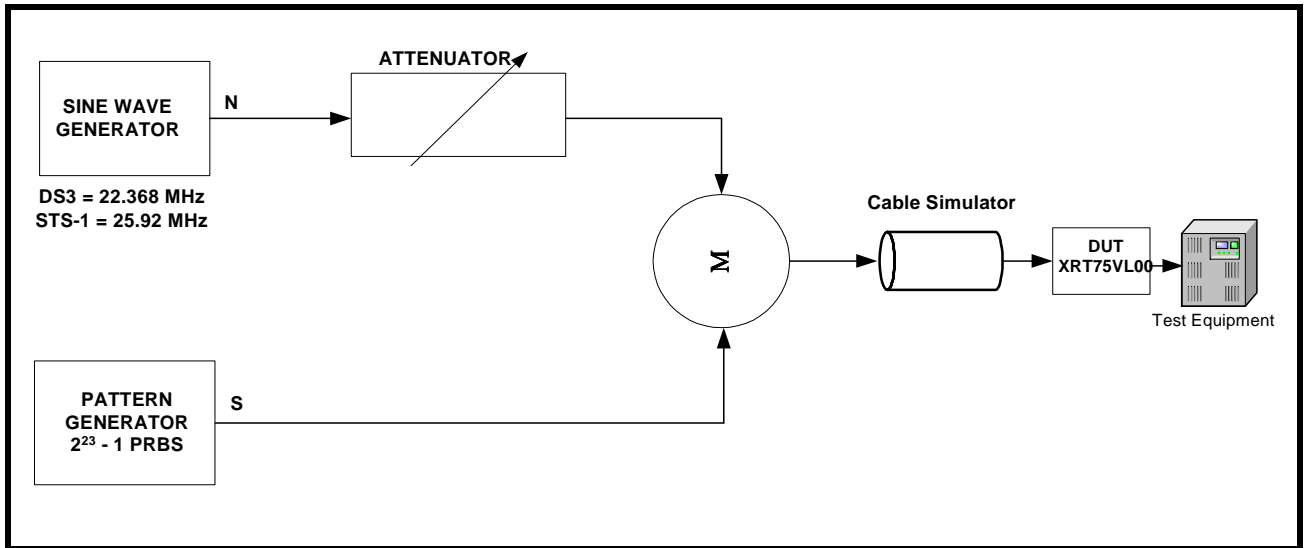 ATTENUATOR
SINE WAVE
GENERATOR
N
DS3 = 22.368 MHz
STS-1 = 25.92 MHz
M
Cable Simulator
DUT
XRT75VL00
Test Equipment
PATTERN
GENERATOR
2²³ - 1 PRBS
S